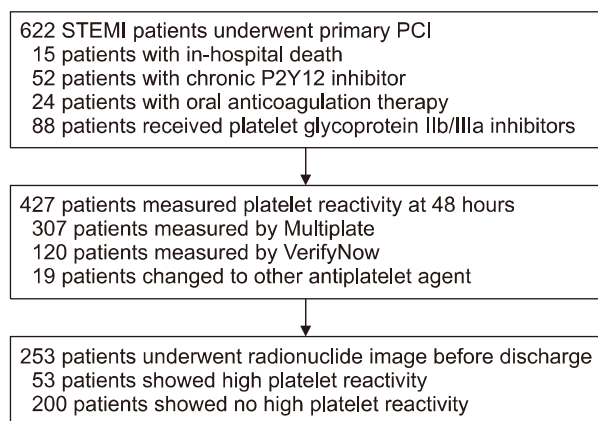 622 STEMI patients underwent primary PCI
15 patients with in-hospital death
52 patients with chronic P2Y12 inhibitor
24 patients with oral anticoagulation therapy
88 patients received platelet glycoprotein IIb/IIIa inhibitors
427 patients measured platelet reactivity at 48 hours
307 patients measured by Multiplate
120 patients measured by VerifyNow
19 patients changed to other antiplatelet agent
253 patients underwent radionuclide image before discharge
53 patients showed high platelet reactivity
200 patients showed no high platelet reactivity